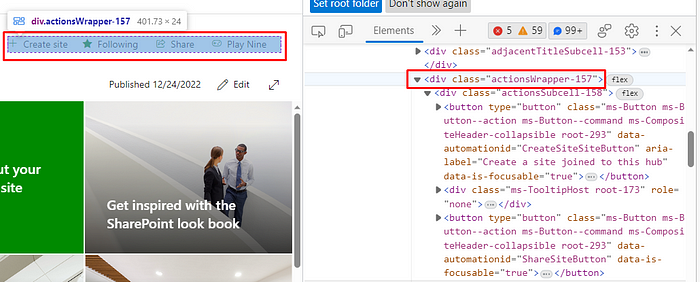 div.actionsWrapper-157 401.73 × 24
Create site Following Share Play Nine
Published 12/24/2022 Edit
t your
site
Get inspired with the
SharePoint look book
Set root folder Don't show again
Elements 5 59 99+
<div class="adjacentTitleSubcell-153">
</div>
<div class="actionsWrapper-157"> flex
<div class="actionsSubcell-158"> flex
<button type="button" class="ms-Button ms-B
utton--action ms-Button--command ms-Composi
teHeader-collapsible root-293" data-
automationid="CreateSiteSiteButton" aria-
label="Create a site joined to this hub"
data-is-focusable="true"></button>
<div class="ms-TooltipHost root-173" role=
"none"></div>
<button type="button" class="ms-Button ms-B
utton--action ms-Button--command ms-Composi
teHeader-collapsible root-293" data-
automationid="ShareSiteButton" data-is-
focusable="true"></button>